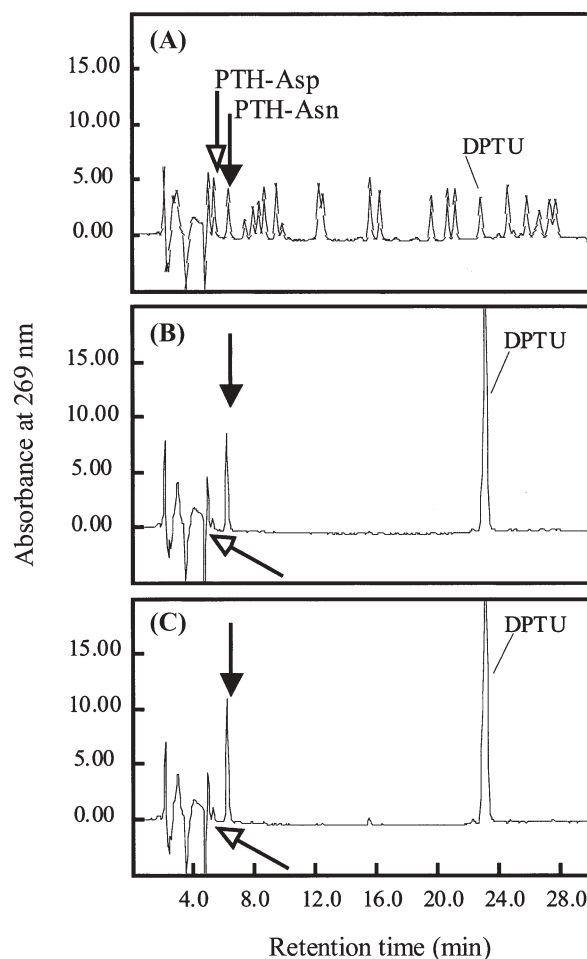 (A)
PTH-Asp
PTH-Asn
DPTU
15.00
10.00
5.00
0.00
(B)
DPTU
15.00
10.00
5.00
0.00
(C)
DPTU
15.00
10.00
5.00
0.00
Absorbance at 269 nm
4.0 8.0 12.0 16.0 20.0 24.0 28.0
Retention time (min)